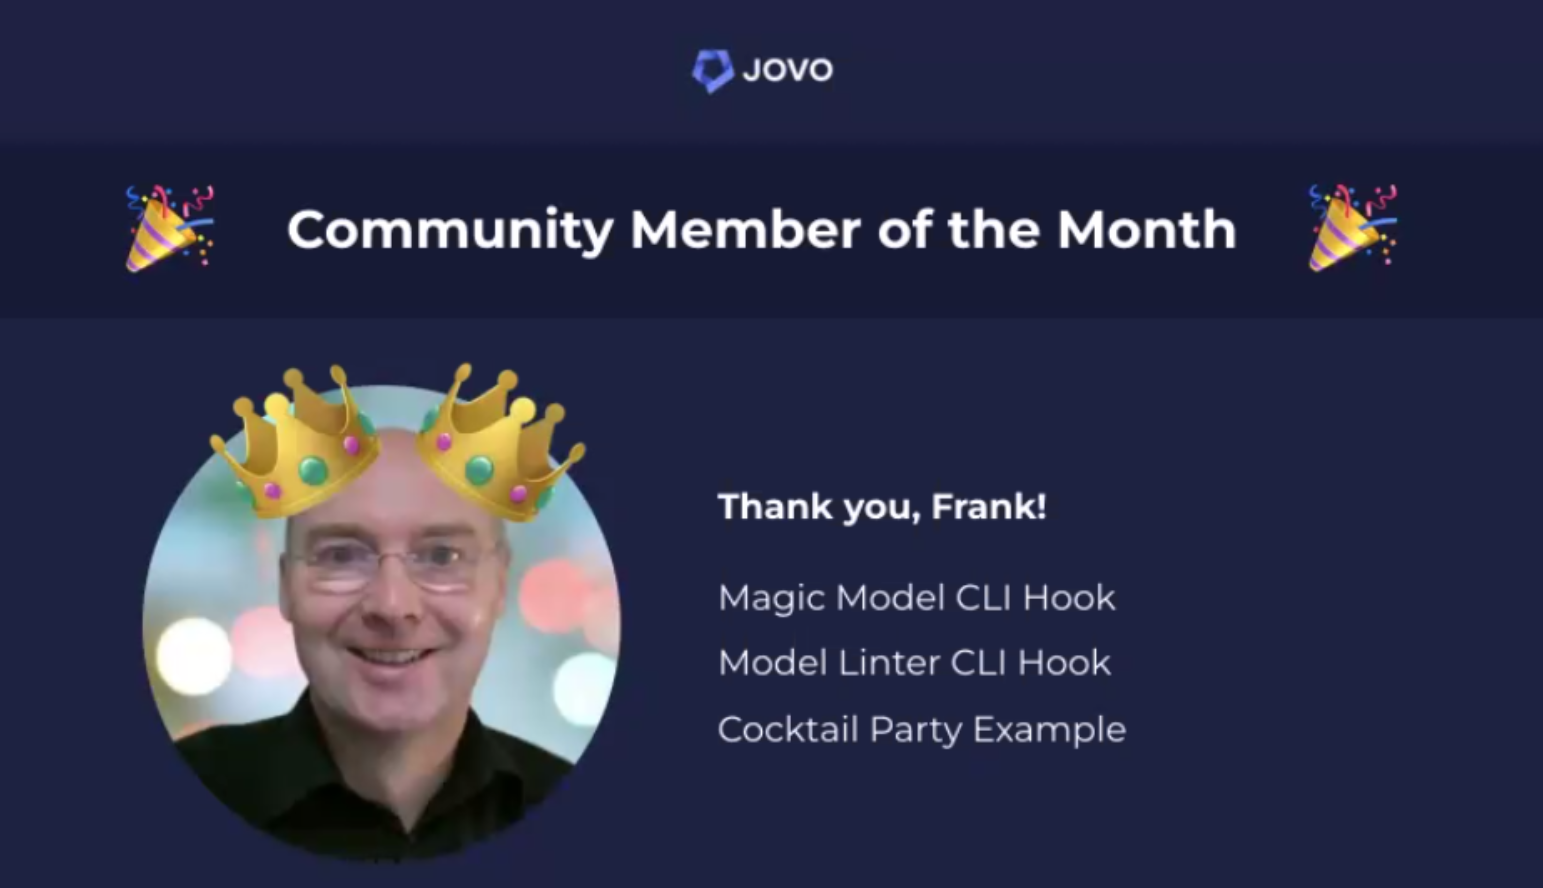 JOVO
Community Member of the Month
Thank you, Frank!
Magic Model CLI Hook
Model Linter CLI Hook
Cocktail Party Example